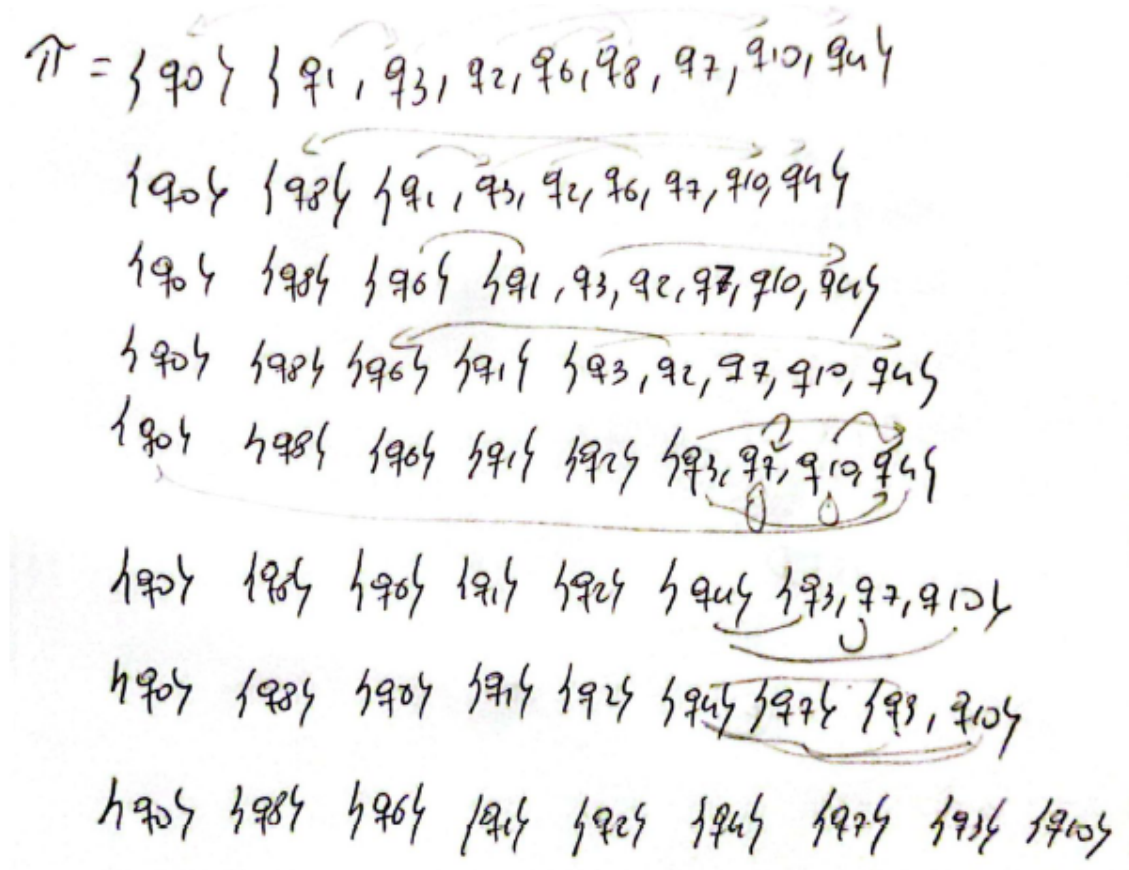 π = {q0} {q1, q3, q2, q6, q8, q7, q10, q4}
{q0} {q8} {q1, q3, q2, q6, q7, q10, q4}
{q0} {q8} {q6} {q1, q3, q2, q7, q10, q4}
{q0} {q8} {q6} {q1} {q3, q2, q7, q10, q4}
{q0} {q8} {q6} {q1} {q2} {q3, q7, q10, q4}
{q0} {q8} {q6} {q1} {q2} {q4} {q3, q7, q10}
{q0} {q8} {q6} {q1} {q2} {q4} {q7} {q3, q10}
{q0} {q8} {q6} {q1} {q2} {q4} {q7} {q3} {q10}